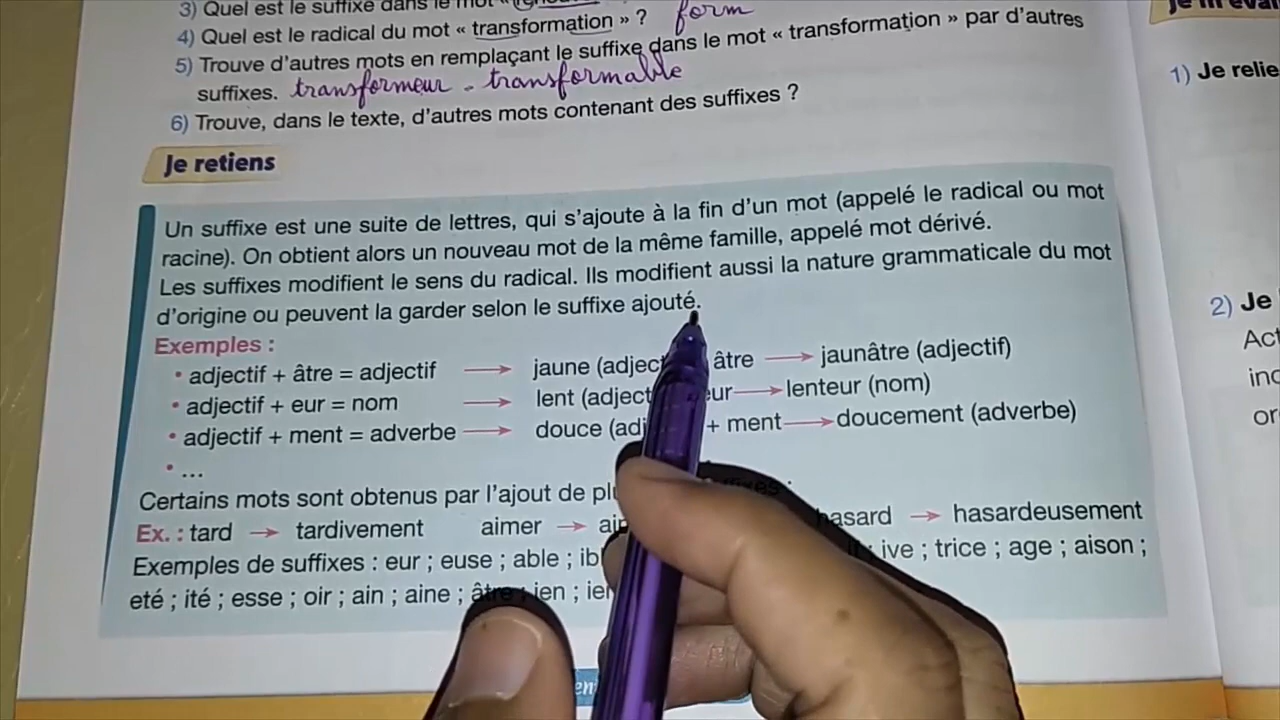 3) Quel est le suffixe dans le mot «
4) Quel est le radical du mot « transformation » ? form
5) Trouve d'autres mots en remplaçant le suffixe dans le mot « transformation » par d'autres
suffixes. transformeur - transformable
6) Trouve, dans le texte, d'autres mots contenant des suffixes ?
Je retiens
Un suffixe est une suite de lettres, qui s'ajoute à la fin d'un mot (appelé le radical ou mot
racine). On obtient alors un nouveau mot de la même famille, appelé mot dérivé.
Les suffixes modifient le sens du radical. Ils modifient aussi la nature grammaticale du mot
d'origine ou peuvent la garder selon le suffixe ajouté.
Exemples :
• adjectif + âtre = adjectif → jaune (adjec âtre → jaunâtre (adjectif)
• adjectif + eur = nom → lent (adject eur → lenteur (nom)
• adjectif + ment = adverbe → douce (adj + ment → doucement (adverbe)
• ...
Certains mots sont obtenus par l'ajout de
Ex. : tard → tardivement aimer → hasard → hasardeusement
Exemples de suffixes : eur ; euse ; able ; ive ; trice ; age ; aison ;
eté ; ité ; esse ; oir ; ain ; aine ; âtre ; ien ;
1) Je relie
2) Je